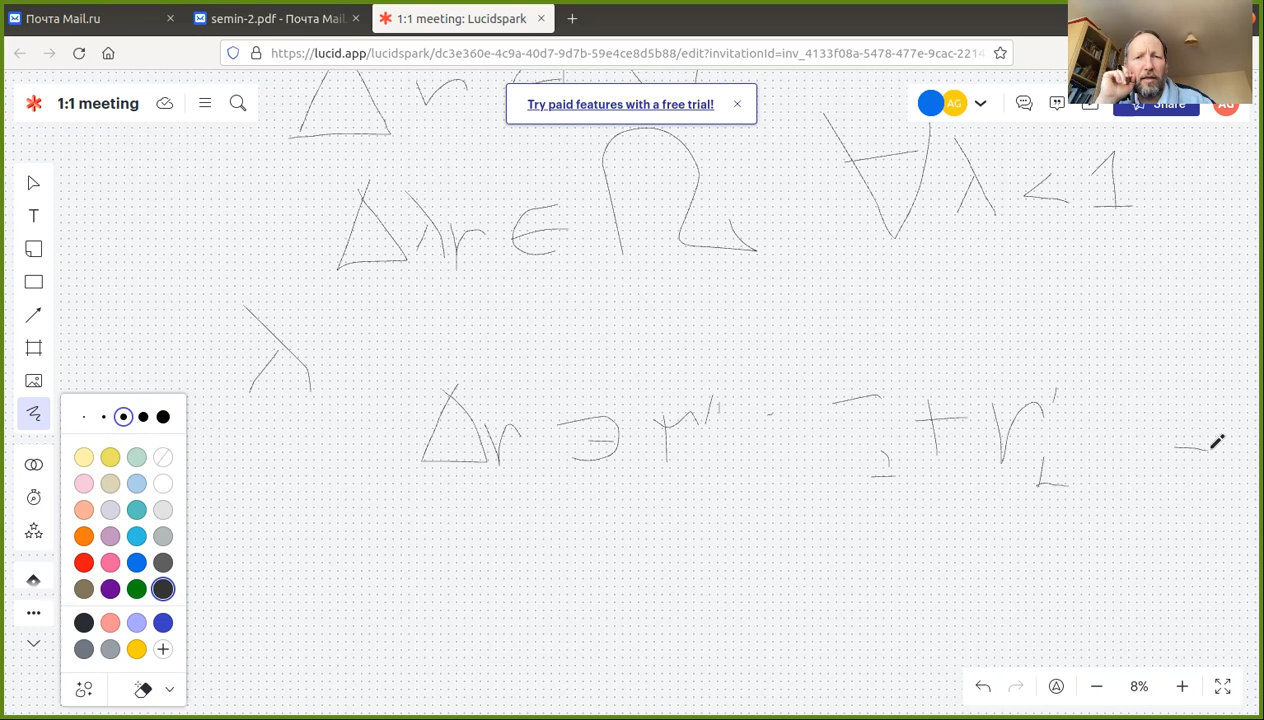 Почта Mail.ru
semin-2.pdf - Почта Mail
1:1 meeting: Lucidspark
https://lucid.app/lucidspark/dc3e360e-4c9a-40d7-9d7b-59e4ce8d5b88/edit?invitationId=inv_4133f08a-5478-477e-9cac-2214
1:1 meeting
Try paid features with a free trial!
AG
Share
AG
Δ r
Δ λr ∈ Ω ∀ λ < 1
T
λ
Δr ∋ r'
+ r'
8%